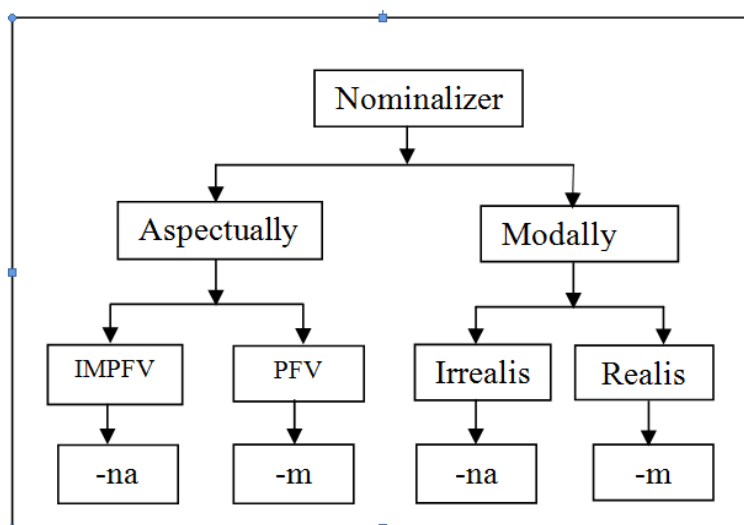 Nominalizer
Aspectually
Modally
IMPFV
PFV
Irrealis
Realis
-na
-m
-na
-m